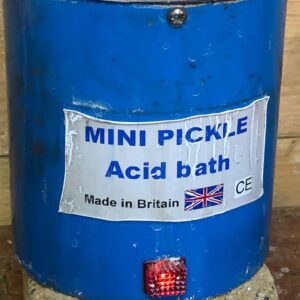 MINI PICKLE
Acid bath
Made in Britain
CE